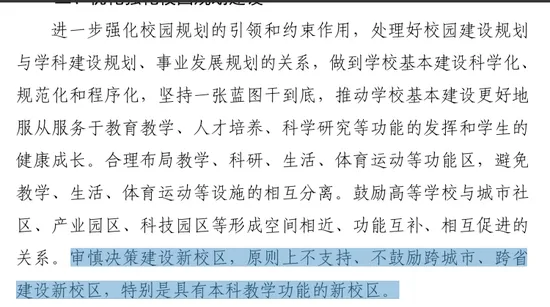 进一步强化校园规划的引领和约束作用，处理好校园建设规划
与学科建设规划、事业发展规划的关系，做到学校基本建设科学化、
规范化和程序化，坚持一张蓝图干到底，推动学校基本建设更好地
服从服务于教育教学、人才培养、科学研究等功能的发挥和学生的
健康成长。合理布局教学、科研、生活、体育运动等功能区，避免
教学、生活、体育运动等设施的相互分离。鼓励高等学校与城市社
区、产业园区、科技园区等形成空间相近、功能互补、相互促进的
关系。审慎决策建设新校区，原则上不支持、不鼓励跨城市、跨省
建设新校区，特别是具有本科教学功能的新校区。